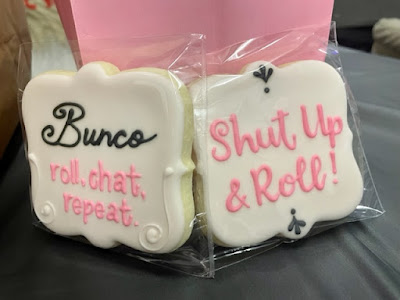 Bunco
roll, chat,
repeat.
Shut Up
& Roll!